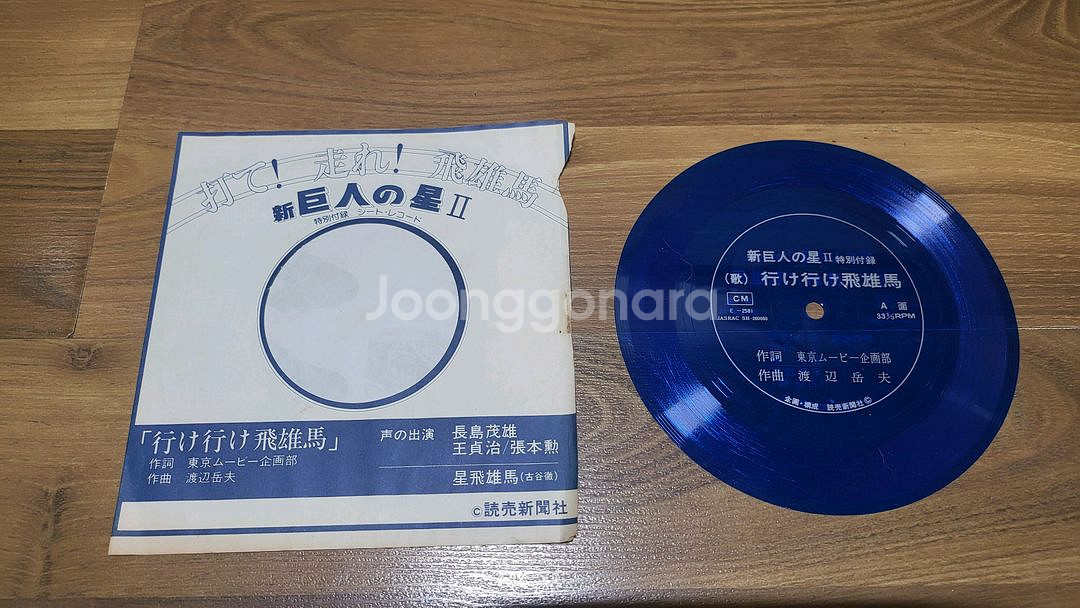 打て! 走れ! 飛雄馬
新巨人の星Ⅱ
特別付録 シート・レコード
「行け行け飛雄馬」
作詞 東京ムービー企画部
作曲 渡辺岳夫
声の出演 長島茂雄
王貞治/張本勲
星飛雄馬(古谷徹)
©読売新聞社
新巨人の星Ⅱ特別付録
(歌) 行け行け飛雄馬
CM
E-2581
A面
33⅓RPM
作詞 東京ムービー企画部
作曲 渡辺岳夫
企画・構成 読売新聞社©
Joonggonara